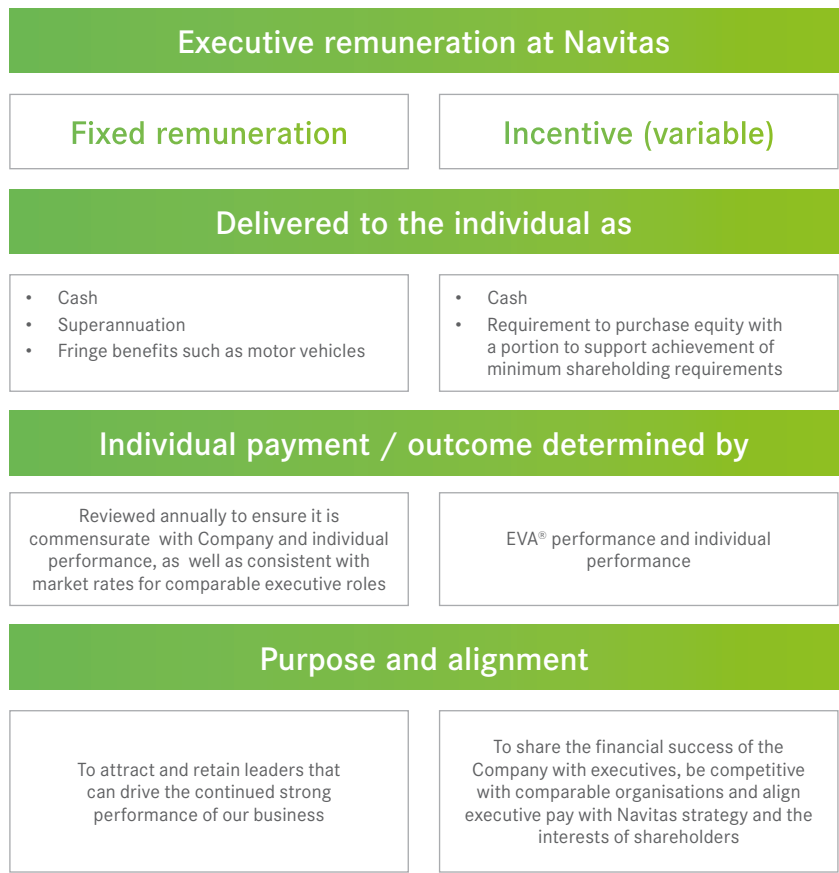 Executive remuneration at Navitas
Fixed remuneration
Incentive (variable)
Delivered to the individual as
• Cash
• Superannuation
• Fringe benefits such as motor vehicles
• Cash
• Requirement to purchase equity with
a portion to support achievement of
minimum shareholding requirements
Individual payment / outcome determined by
Reviewed annually to ensure it is
commensurate with Company and individual
performance, as well as consistent with
market rates for comparable executive roles
EVA® performance and individual
performance
Purpose and alignment
To attract and retain leaders that
can drive the continued strong
performance of our business
To share the financial success of the
Company with executives, be competitive
with comparable organisations and align
executive pay with Navitas strategy and the
interests of shareholders